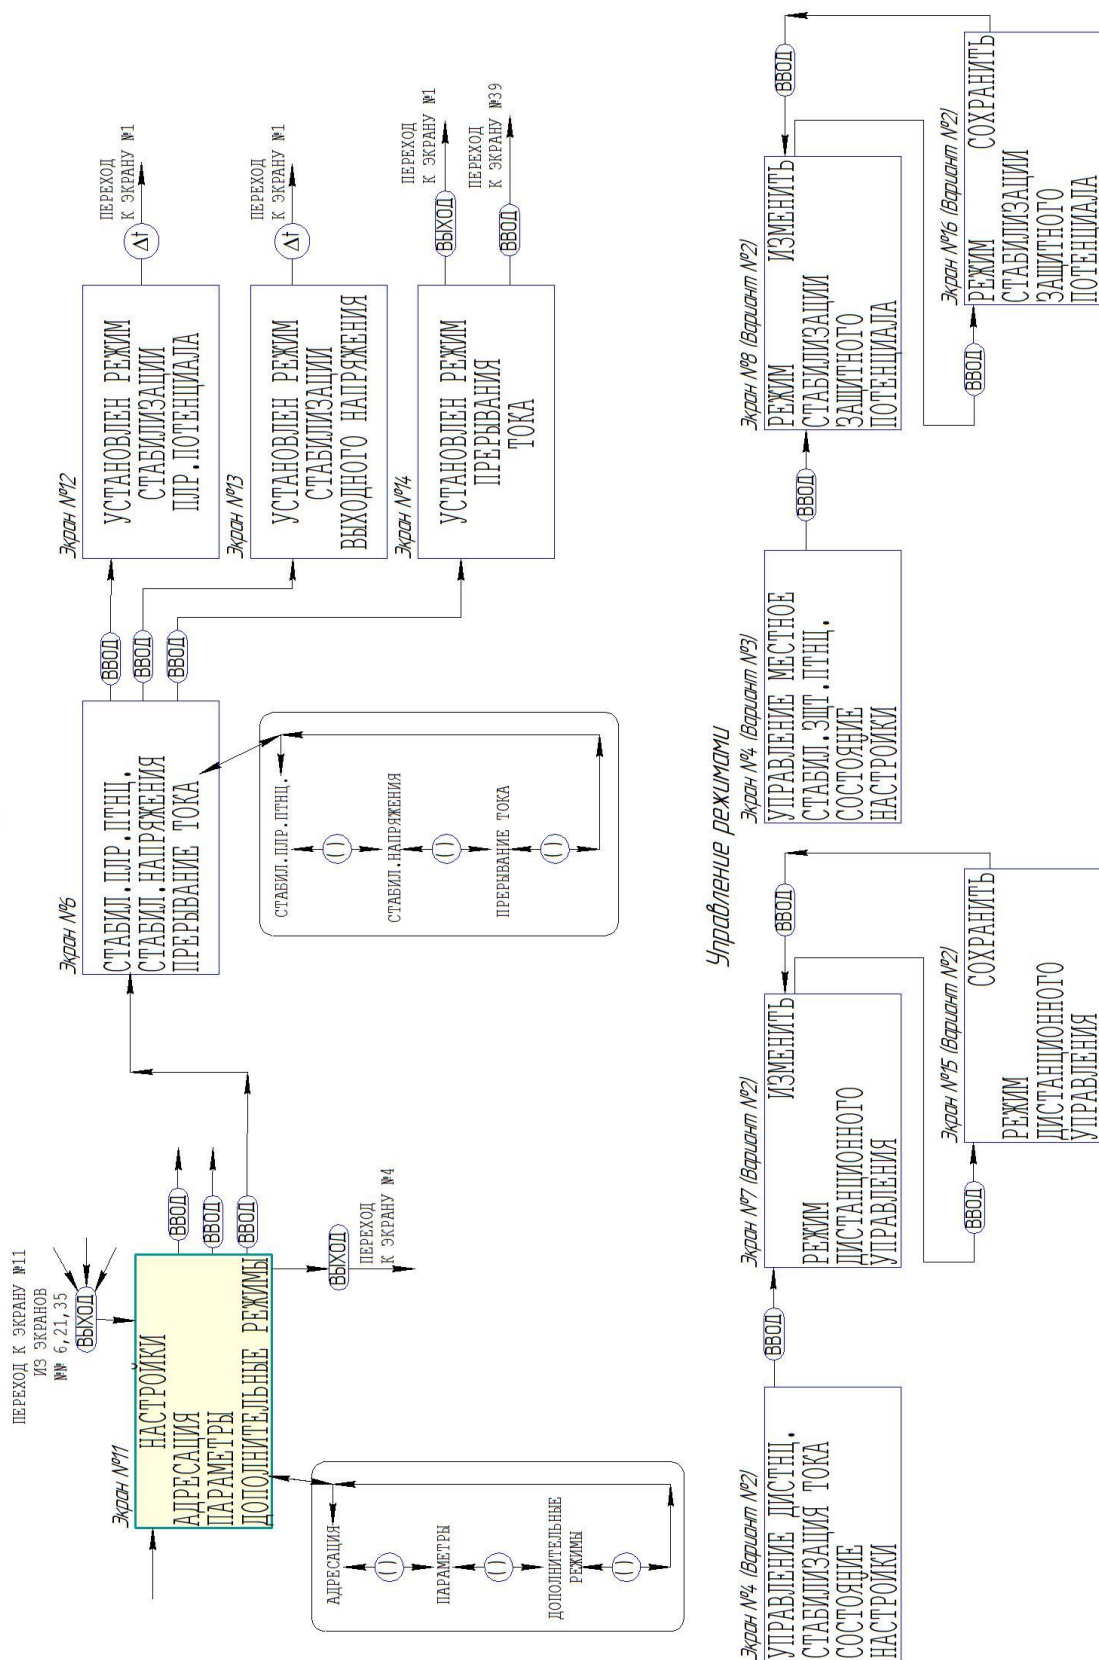 ПЕРЕХОД К ЭКРАНУ №11
ИЗ ЭКРАНОВ
№№ 6,21,35
ВЫХОД
Экран №11
НАСТРОЙКИ
АДРЕСАЦИЯ
ПАРАМЕТРЫ
ДОПОЛНИТЕЛЬНЫЕ РЕЖИМЫ
ВВОД
ВВОД
ВВОД
ВЫХОД
ПЕРЕХОД
К ЭКРАНУ №4
АДРЕСАЦИЯ
()
ПАРАМЕТРЫ
()
ДОПОЛНИТЕЛЬНЫЕ
РЕЖИМЫ
()
Экран №6
СТАБИЛ.ПЛР.ПТНЦ.
СТАБИЛ.НАПРЯЖЕНИЯ
ПРЕРЫВАНИЕ ТОКА
ВВОД
ВВОД
ВВОД
СТАБИЛ.ПЛР.ПТНЦ.
()
СТАБИЛ.НАПРЯЖЕНИЯ
()
ПРЕРЫВАНИЕ ТОКА
()
Экран №12
УСТАНОВЛЕН РЕЖИМ
СТАБИЛИЗАЦИИ
ПЛР.ПОТЕНЦИАЛА
Δt
ПЕРЕХОД
К ЭКРАНУ №1
Экран №13
УСТАНОВЛЕН РЕЖИМ
СТАБИЛИЗАЦИИ
ВЫХОДНОГО НАПРЯЖЕНИЯ
Δt
ПЕРЕХОД
К ЭКРАНУ №1
Экран №14
УСТАНОВЛЕН РЕЖИМ
ПРЕРЫВАНИЯ
ТОКА
ВЫХОД
ПЕРЕХОД
К ЭКРАНУ №1
ВВОД
ПЕРЕХОД
К ЭКРАНУ №39
Управление режимами
Экран №4 (Вариант №2)
УПРАВЛЕНИЕ ДИСТНЦ.
СТАБИЛИЗАЦИЯ ТОКА
СОСТОЯНИЕ
НАСТРОЙКИ
ВВОД
Экран №7 (Вариант №2)
ИЗМЕНИТЬ
РЕЖИМ
ДИСТАНЦИОННОГО
УПРАВЛЕНИЯ
ВВОД
ВВОД
Экран №15 (Вариант №2)
СОХРАНИТЬ
РЕЖИМ
ДИСТАНЦИОННОГО
УПРАВЛЕНИЯ
Экран №4 (Вариант №3)
УПРАВЛЕНИЕ МЕСТНОЕ
СТАБИЛ.ЗЩТ.ПТНЦ.
СОСТОЯНИЕ
НАСТРОЙКИ
ВВОД
Экран №8 (Вариант №2)
РЕЖИМ ИЗМЕНИТЬ
СТАБИЛИЗАЦИИ
ЗАЩИТНОГО
ПОТЕНЦИАЛА
ВВОД
ВВОД
Экран №16 (Вариант №2)
РЕЖИМ СОХРАНИТЬ
СТАБИЛИЗАЦИИ
ЗАЩИТНОГО
ПОТЕНЦИАЛА